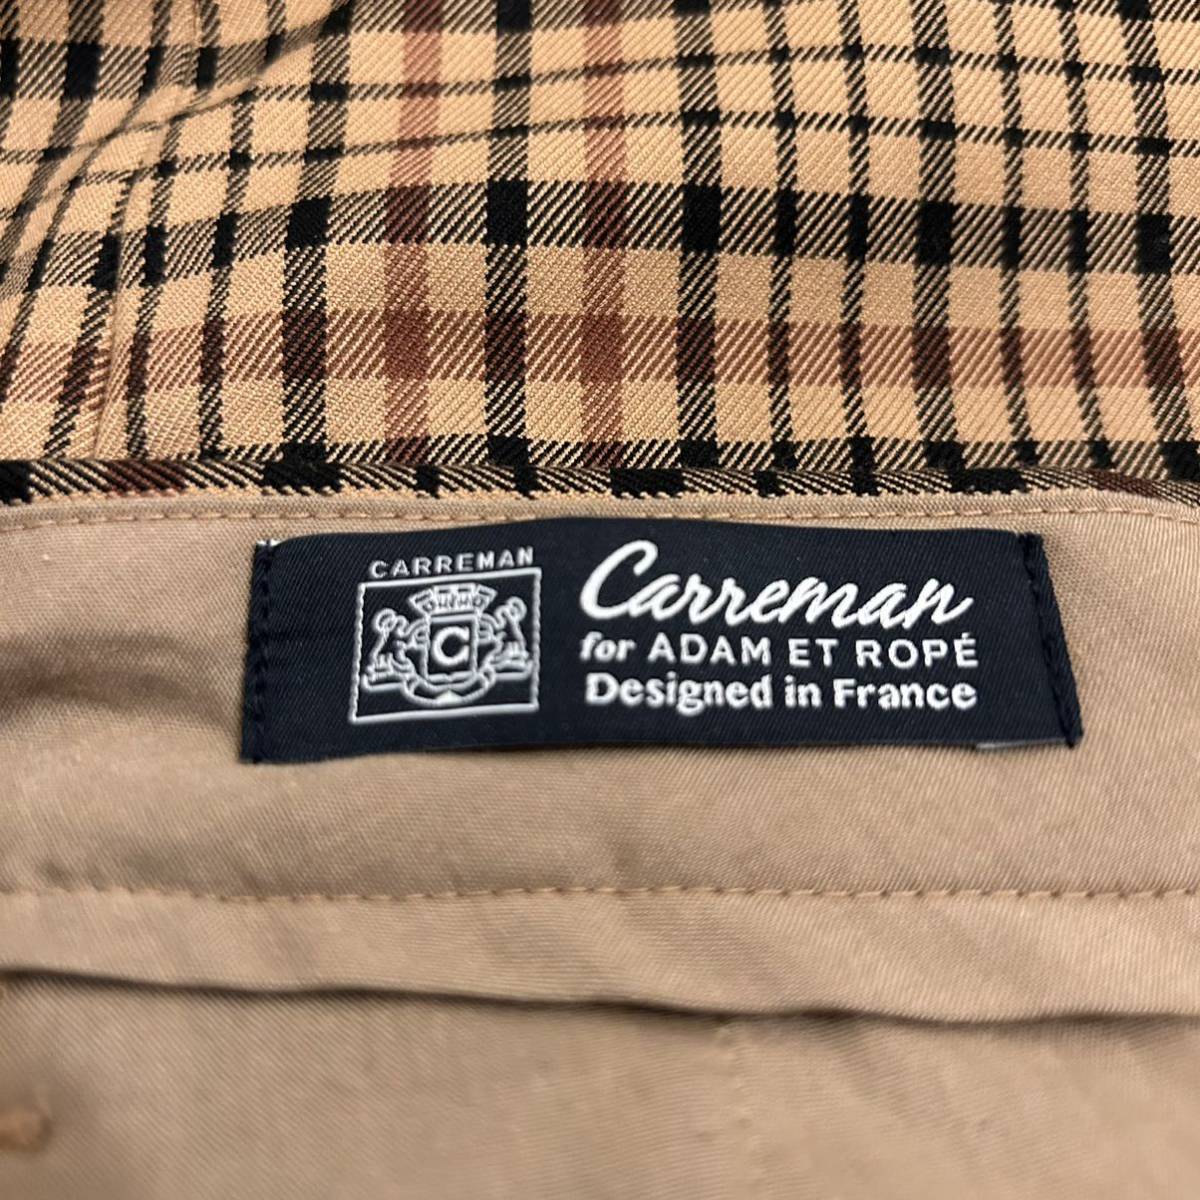 CARREMAN
C
Carreman
for ADAM ET ROPÉ
Designed in France